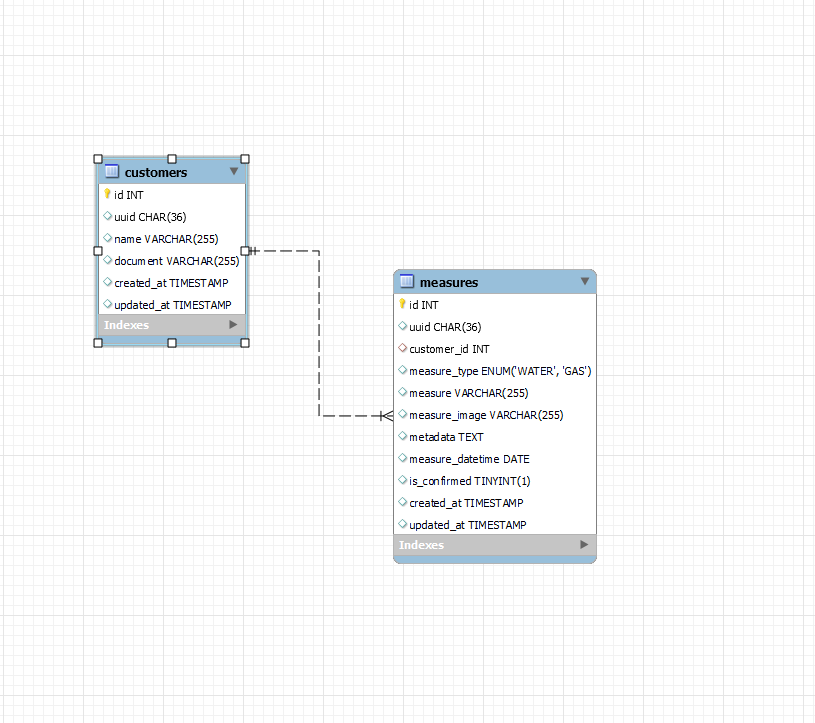 customers
id INT
uuid CHAR(36)
name VARCHAR(255)
document VARCHAR(255)
created_at TIMESTAMP
updated_at TIMESTAMP
Indexes
measures
id INT
uuid CHAR(36)
customer_id INT
measure_type ENUM('WATER', 'GAS')
measure VARCHAR(255)
measure_image VARCHAR(255)
metadata TEXT
measure_datetime DATE
is_confirmed TINYINT(1)
created_at TIMESTAMP
updated_at TIMESTAMP
Indexes